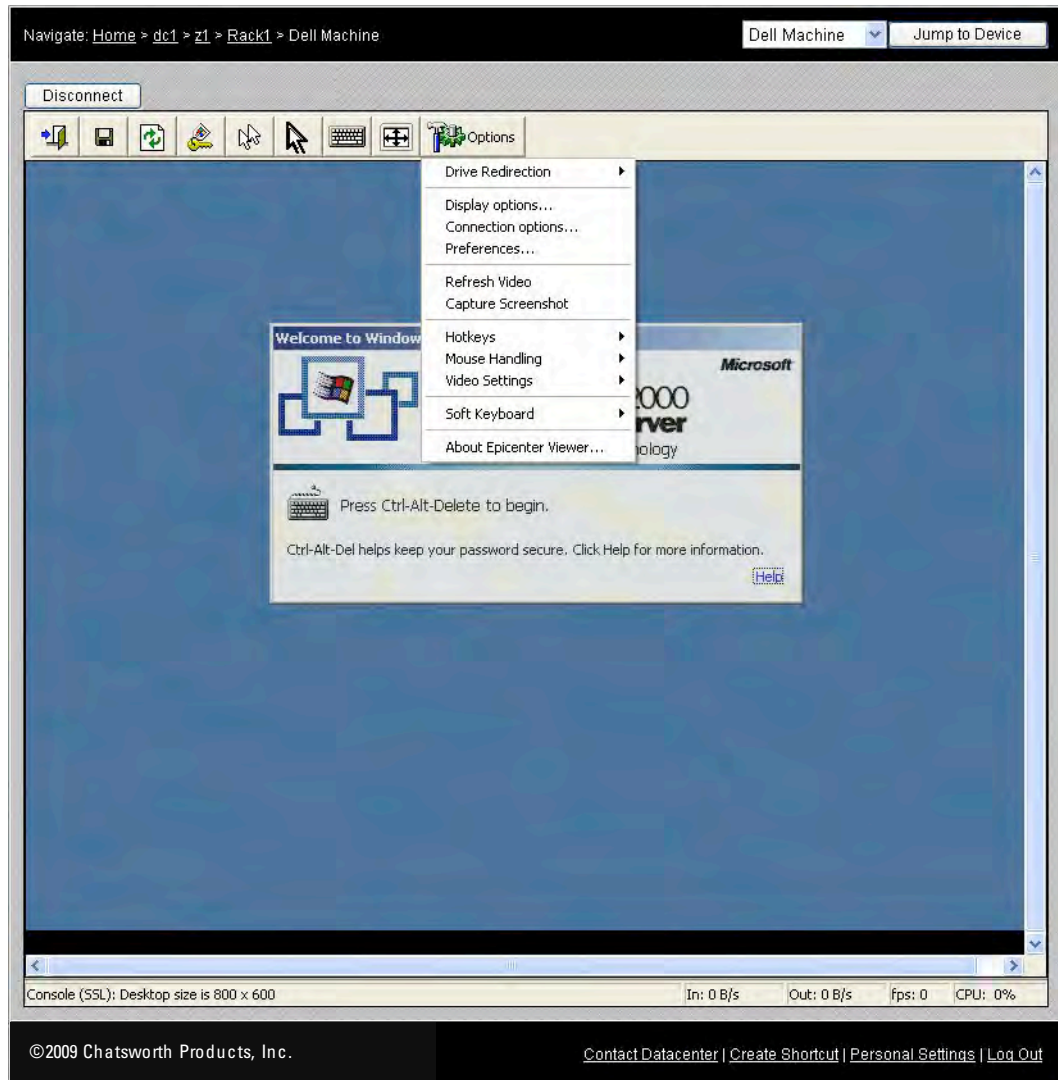 Navigate: Home > dc1 > z1 > Rack1 > Dell Machine
Dell Machine
Jump to Device
Disconnect
Options
Drive Redirection
Display options...
Connection options...
Preferences...
Refresh Video
Capture Screenshot
Hotkeys
Mouse Handling
Video Settings
Soft Keyboard
About Epicenter Viewer...
Welcome to Window
Microsoft
2000
rver
nology
Press Ctrl-Alt-Delete to begin.
Ctrl-Alt-Del helps keep your password secure. Click Help for more information.
Help
Console (SSL): Desktop size is 800 x 600
In: 0 B/s
Out: 0 B/s
fps: 0
CPU: 0%
©2009 Chatsworth Products, Inc.
Contact Datacenter | Create Shortcut | Personal Settings | Log Out